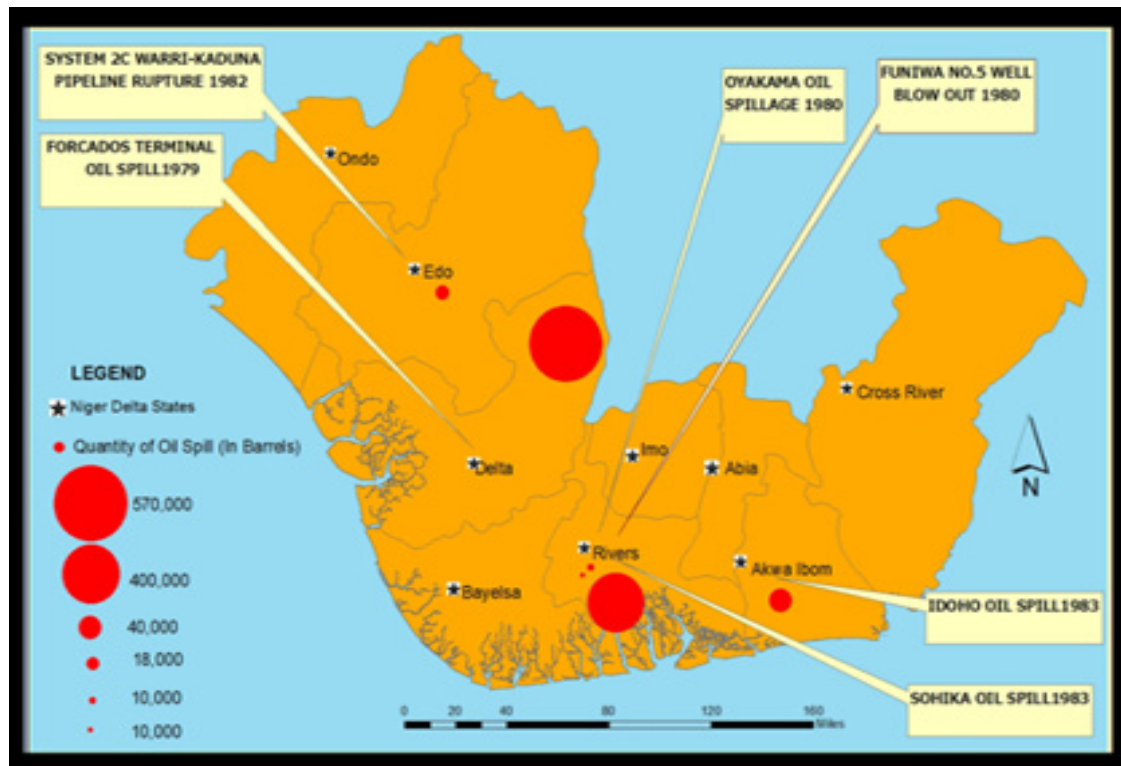 SYSTEM 2C WARRI-KADUNA
PIPELINE RUPTURE 1982
FORCADOS TERMINAL
OIL SPILL1979
OYAKAMA OIL
SPILLAGE 1980
FUNIWA NO.5 WELL
BLOW OUT 1980
Ondo
Edo
Cross River
Imo
Abia
Delta
Rivers
Akwa Ibom
Bayelsa
IDOHO OIL SPILL1983
SOHIKA OIL SPILL1983
N
LEGEND
Niger Delta States
Quantity of Oil Spill (In Barrels)
570,000
400,000
40,000
18,000
10,000
10,000
0 20 40 80 120 160
Miles